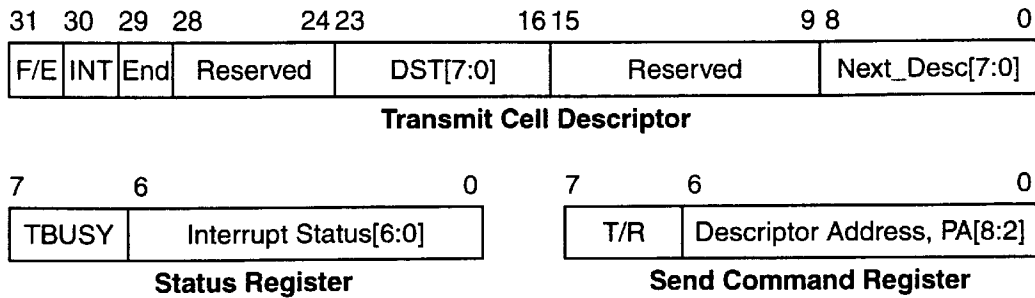 31 30 29 28 24 23 16 15 9 8 0
F/E INT End Reserved DST[7:0] Reserved Next_Desc[7:0]
Transmit Cell Descriptor
7 6 0
TBUSY Interrupt Status[6:0]
Status Register
7 6 0
T/R Descriptor Address, PA[8:2]
Send Command Register